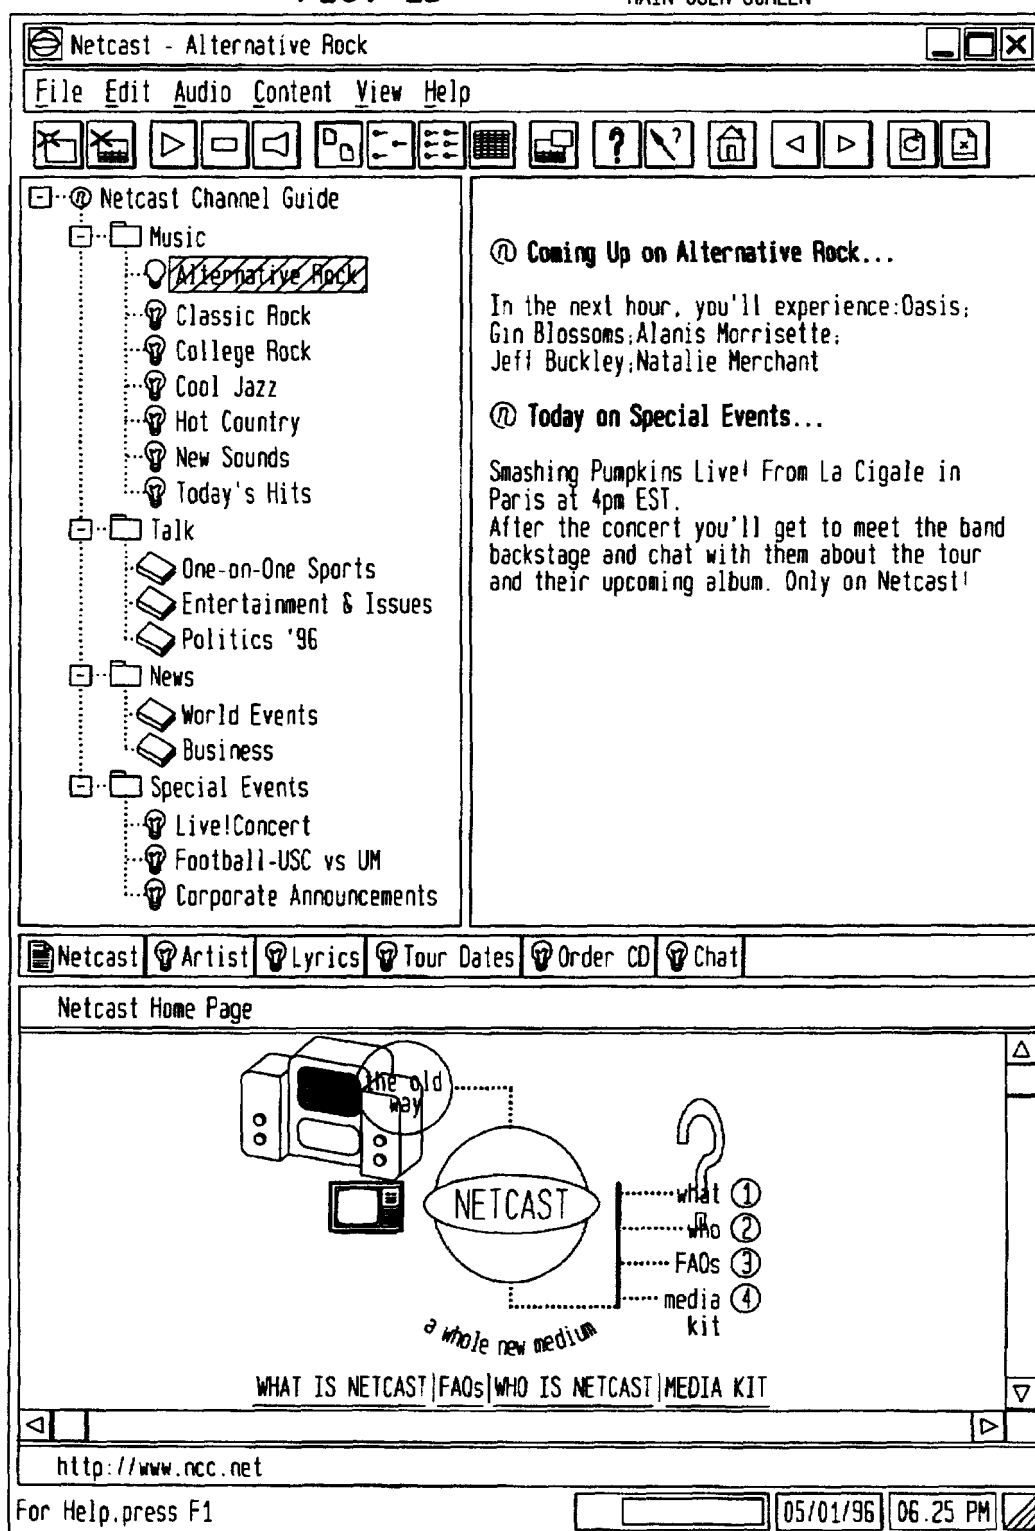 MAIN USER SCREEN
Netcast - Alternative Rock
File Edit Audio Content View Help
Netcast Channel Guide
Music
Alternative Rock
Classic Rock
College Rock
Cool Jazz
Hot Country
New Sounds
Today's Hits
Talk
One-on-One Sports
Entertainment & Issues
Politics '96
News
World Events
Business
Special Events
Live!Concert
Football-USC vs UM
Corporate Announcements
Coming Up on Alternative Rock...
In the next hour, you'll experience:Oasis;
Gin Blossoms;Alanis Morrisette;
Jeff Buckley;Natalie Merchant
Today on Special Events...
Smashing Pumpkins Live! From La Cigale in
Paris at 4pm EST.
After the concert you'll get to meet the band
backstage and chat with them about the tour
and their upcoming album. Only on Netcast!
Netcast Artist Lyrics Tour Dates Order CD Chat
Netcast Home Page
the old
way
NETCAST
what 1
who 2
FAQs 3
media 4
kit
a whole new medium
WHAT IS NETCAST|FAQs|WHO IS NETCAST|MEDIA KIT
http://www.ncc.net
For Help,press F1 05/01/96 06.25 PM